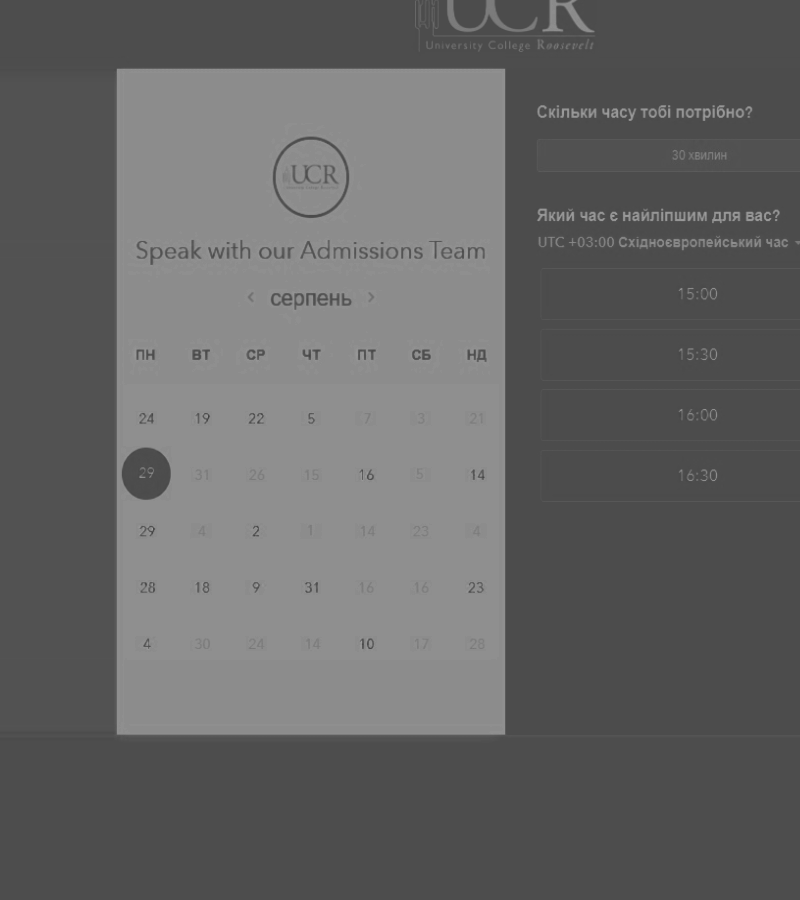 UCR
University College Roosevelt
Скільки часу тобі потрібно?
30 хвилин
UCR
Speak with our Admissions Team
‹ серпень ›
ПН ВТ СР ЧТ ПТ СБ НД
24 19 22 5 7 3 21
29 31 26 15 16 5 14
29 4 2 1 14 23 4
28 18 9 31 16 16 23
4 30 24 14 10 17 28
Який час є найліпшим для вас?
UTC +03:00 Східноєвропейський час
15:00
15:30
16:00
16:30